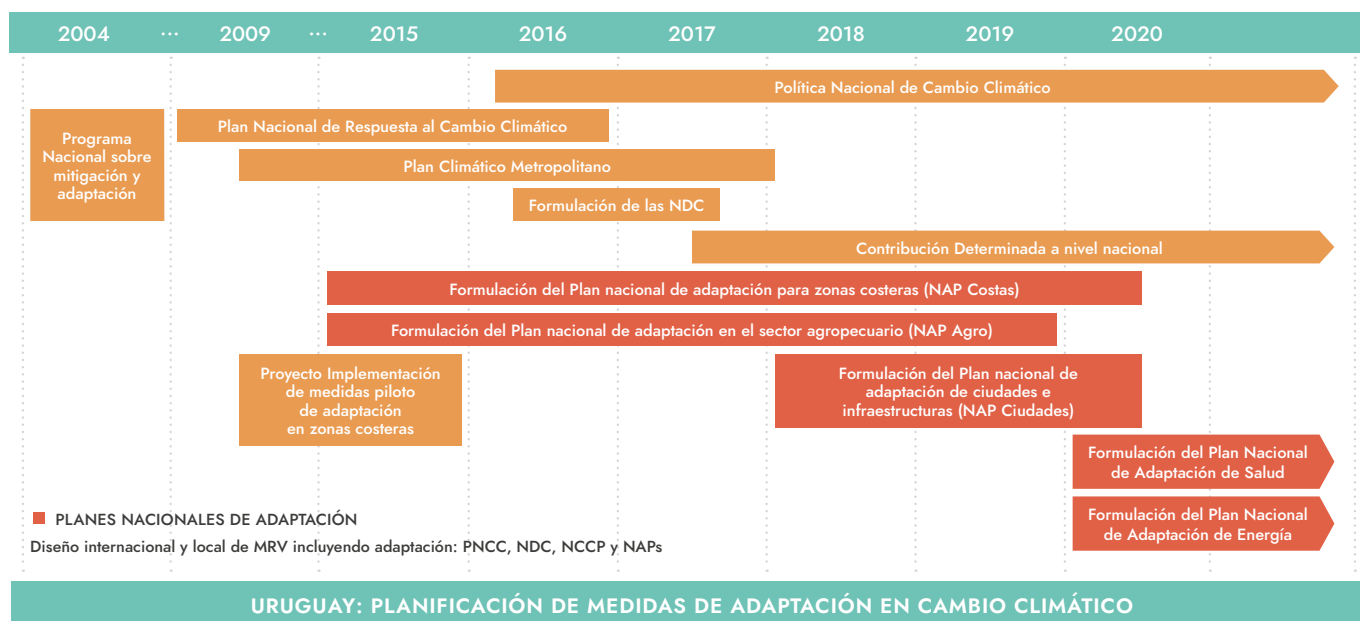 2004 ... 2009 ... 2015 2016 2017 2018 2019 2020
Política Nacional de Cambio Climático
Programa
Nacional sobre
mitigación y
adaptación
Plan Nacional de Respuesta al Cambio Climático
Plan Climático Metropolitano
Formulación de las NDC
Contribución Determinada a nivel nacional
Formulación del Plan nacional de adaptación para zonas costeras (NAP Costas)
Formulación del Plan nacional de adaptación en el sector agropecuario (NAP Agro)
Proyecto Implementación
de medidas piloto
de adaptación
en zonas costeras
Formulación del Plan nacional de
adaptación de ciudades e
infraestructuras (NAP Ciudades)
Formulación del Plan Nacional
de Adaptación de Salud
Formulación del Plan Nacional
de Adaptación de Energía
PLANES NACIONALES DE ADAPTACIÓN
Diseño internacional y local de MRV incluyendo adaptación: PNCC, NDC, NCCP y NAPs
URUGUAY: PLANIFICACIÓN DE MEDIDAS DE ADAPTACIÓN EN CAMBIO CLIMÁTICO